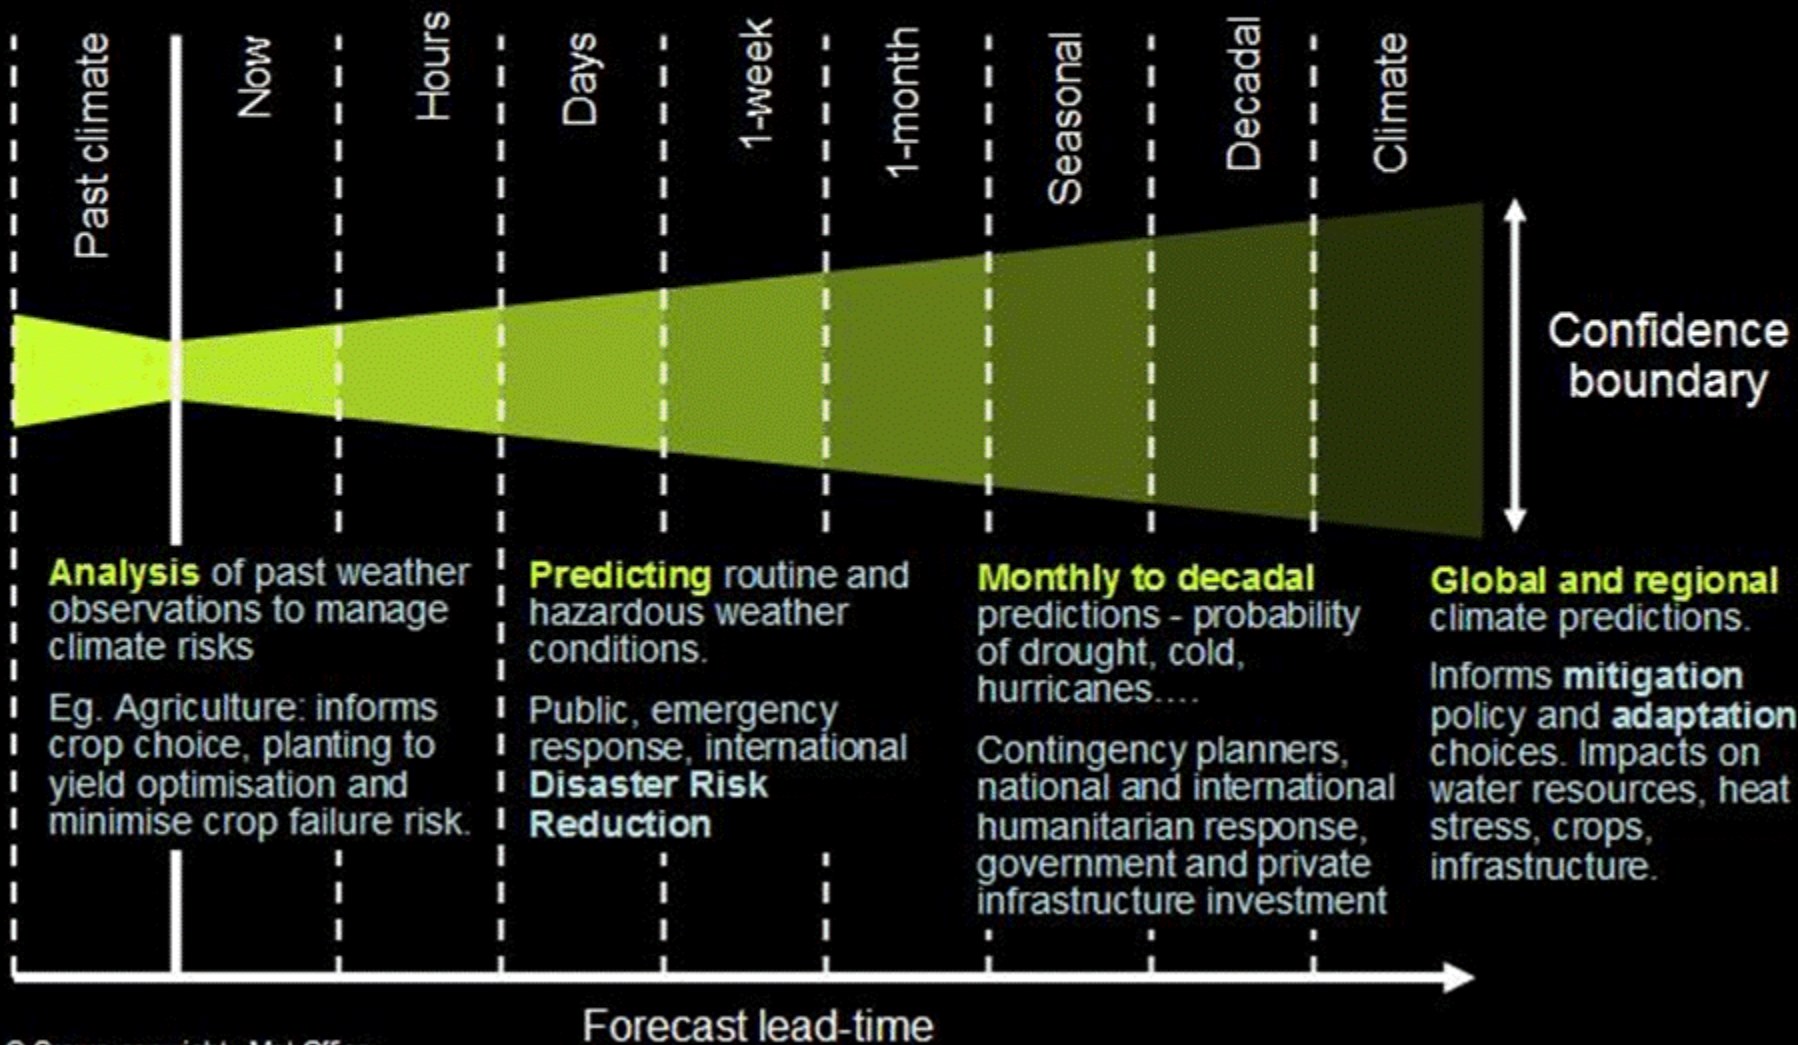 Past climate
Now
Hours
Days
1-week
1-month
Seasonal
Decadal
Climate
Confidence
boundary
Analysis of past weather
observations to manage
climate risks
Eg. Agriculture: informs
crop choice, planting to
yield optimisation and
minimise crop failure risk.
Predicting routine and
hazardous weather
conditions.
Public, emergency
response, international
Disaster Risk
Reduction
Monthly to decadal
predictions - probability
of drought, cold,
hurricanes....
Contingency planners,
national and international
humanitarian response,
government and private
infrastructure investment
Global and regional
climate predictions.
Informs mitigation
policy and adaptation
choices. Impacts on
water resources, heat
stress, crops,
infrastructure.
Forecast lead-time